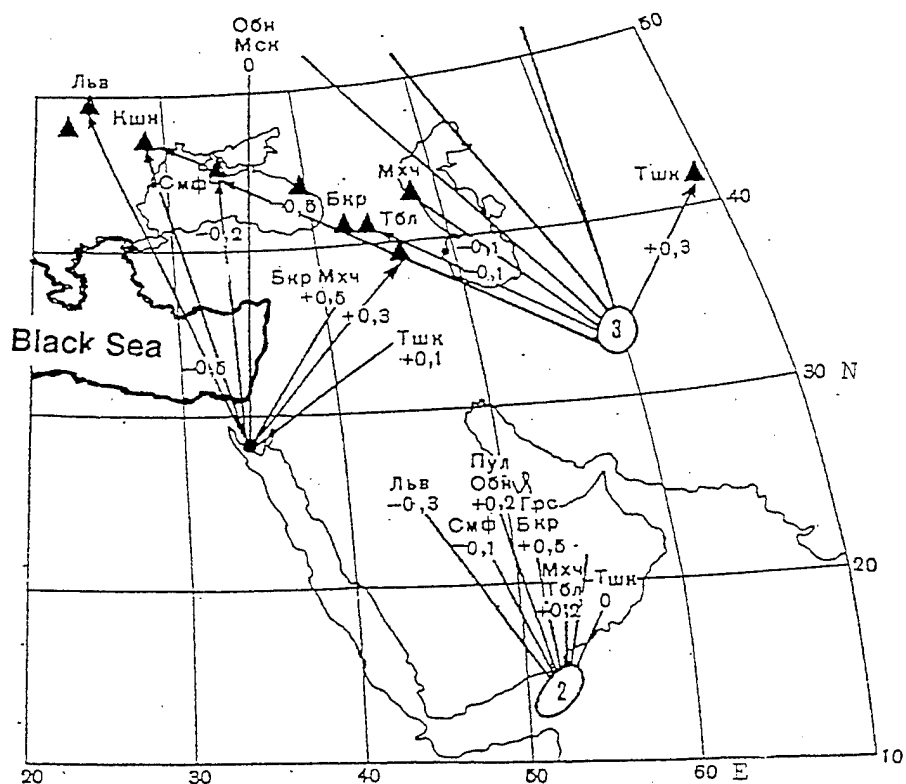 Обн
Мск
0
50
Льв
Кшн
Смф
-0,5
Бкр
Мхч
Тбл
Тшк
40
+0,3
-0,2
-0,1
-0,1
Бкр Мхч
+0,5
+0,3
3
Black Sea
Тшк
+0,1
-0,5
30 N
Пул
Льв
Обн
-0,3
+0,2
Грс
Смф
Бкр
-0,1
+0,5
Мхч
Тшк
20
Тбл
0
+0,2
2
10
20
30
40
50
60 E